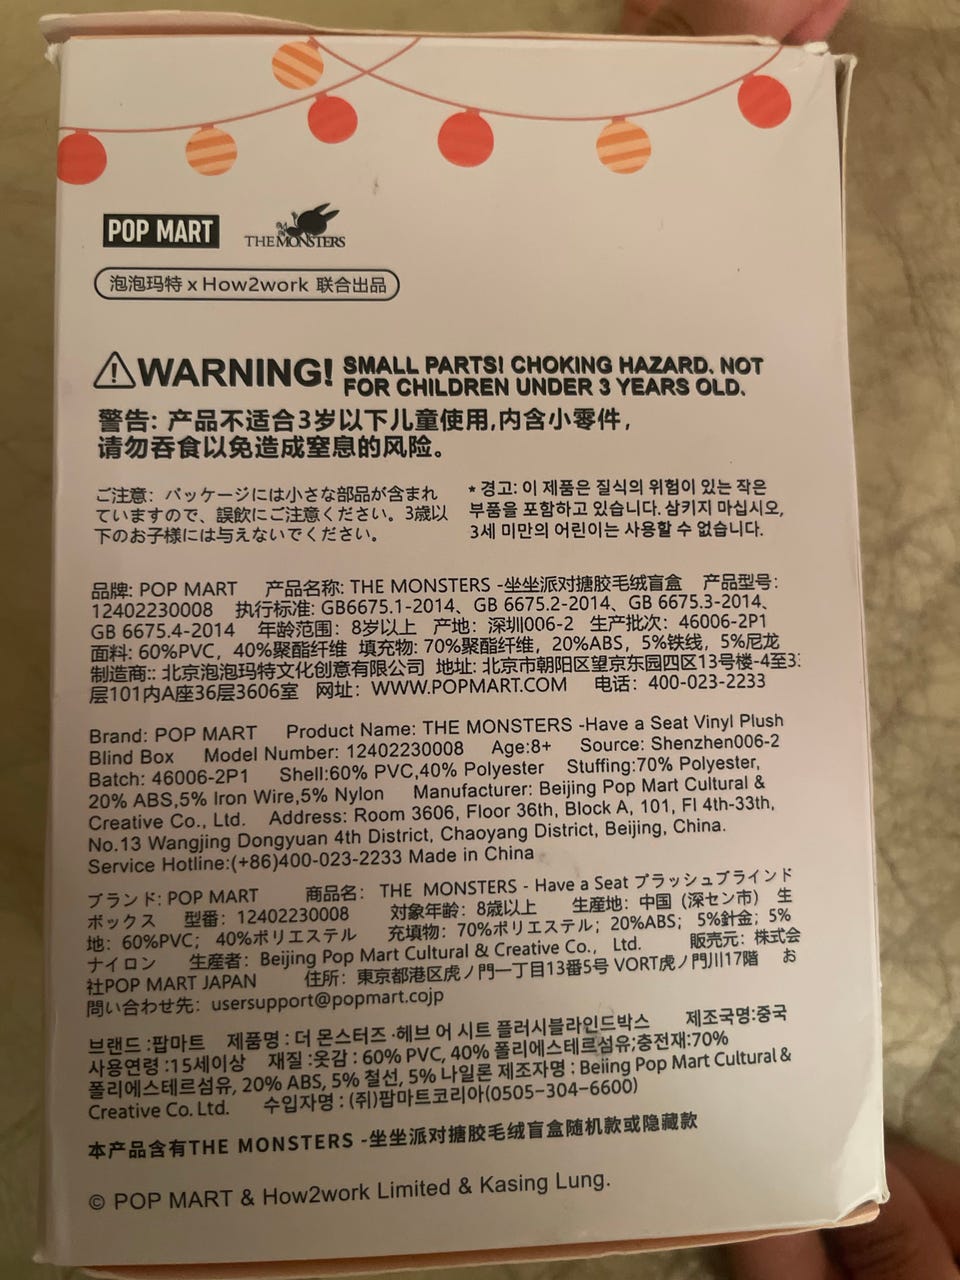 POP MART THE MONSTERS
泡泡玛特 x How2work 联合出品
WARNING! SMALL PARTS! CHOKING HAZARD. NOT
FOR CHILDREN UNDER 3 YEARS OLD.
警告: 产品不适合3岁以下儿童使用,内含小零件,
请勿吞食以免造成窒息的风险。
ご注意: パッケージには小さな部品が含まれ
ていますので、誤飲にご注意ください。3歳以
下のお子様には与えないでください。
* 경고: 이 제품은 질식의 위험이 있는 작은
부품을 포함하고 있습니다. 삼키지 마십시오,
3세 미만의 어린이는 사용할 수 없습니다.
品牌: POP MART 产品名称: THE MONSTERS -坐坐派对搪胶毛绒盲盒 产品型号:
12402230008 执行标准: GB6675.1-2014、GB 6675.2-2014、GB 6675.3-2014、
GB 6675.4-2014 年龄范围: 8岁以上 产地: 深圳006-2 生产批次: 46006-2P1
面料: 60%PVC, 40%聚酯纤维 填充物: 70%聚酯纤维, 20%ABS, 5%铁线, 5%尼龙
制造商:: 北京泡泡玛特文化创意有限公司 地址: 北京市朝阳区望京东园四区13号楼-4至3
层101内A座36层3606室 网址: WWW.POPMART.COM 电话: 400-023-2233
Brand: POP MART Product Name: THE MONSTERS -Have a Seat Vinyl Plush
Blind Box Model Number: 12402230008 Age:8+ Source: Shenzhen006-2
Batch: 46006-2P1 Shell:60% PVC,40% Polyester Stuffing:70% Polyester,
20% ABS,5% Iron Wire,5% Nylon Manufacturer: Beijing Pop Mart Cultural &
Creative Co., Ltd. Address: Room 3606, Floor 36th, Block A, 101, Fl 4th-33th,
No.13 Wangjing Dongyuan 4th District, Chaoyang District, Beijing, China.
Service Hotline:(+86)400-023-2233 Made in China
ブランド: POP MART 商品名: THE MONSTERS - Have a Seat プラッシュブラインド
ボックス 型番: 12402230008 対象年齢: 8歳以上 生産地: 中国 (深セン市) 生
地: 60%PVC; 40%ポリエステル 充填物: 70%ポリエステル; 20%ABS; 5%針金; 5%
ナイロン 生産者: Beijing Pop Mart Cultural & Creative Co., Ltd. 販売元: 株式会
社POP MART JAPAN 住所: 東京都港区虎ノ門一丁目13番5号 VORT虎ノ門川17階 お
問い合わせ先: usersupport@popmart.cojp
브랜드 :팝마트 제품명 : 더 몬스터즈 ·헤브 어 시트 플러시블라인드박스 제조국명:중국
사용연령 :15세이상 재질 :옷감 : 60% PVC, 40% 폴리에스테르섬유;충전재:70%
폴리에스테르섬유, 20% ABS, 5% 철선, 5% 나일론 제조자명 : Beiing Pop Mart Cultural &
Creative Co. Ltd. 수입자명 : (쥐)팝마트코리아(0505-304-6600)
本产品含有THE MONSTERS -坐坐派对搪胶毛绒盲盒随机款或隐藏款
© POP MART & How2work Limited & Kasing Lung.